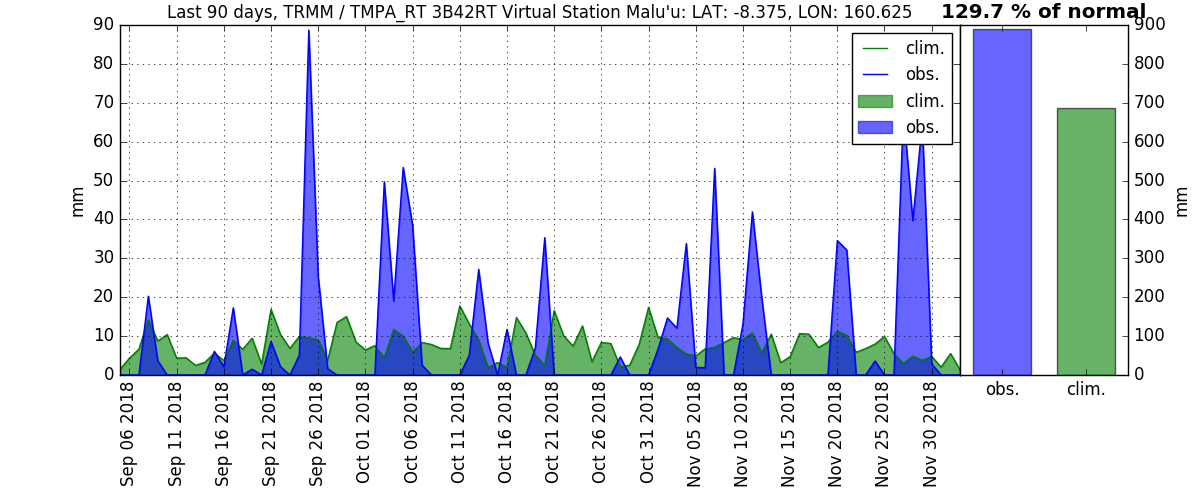 Last 90 days, TRMM / TMPA_RT 3B42RT Virtual Station Malu'u: LAT: -8.375, LON: 160.625
129.7 % of normal
90
80
70
60
50
40
30
20
10
0
mm
clim.
obs.
clim.
obs.
900
800
700
600
500
400
300
200
100
0
mm
obs.
clim.
Sep 06 2018
Sep 11 2018
Sep 16 2018
Sep 21 2018
Sep 26 2018
Oct 01 2018
Oct 06 2018
Oct 11 2018
Oct 16 2018
Oct 21 2018
Oct 26 2018
Oct 31 2018
Nov 05 2018
Nov 10 2018
Nov 15 2018
Nov 20 2018
Nov 25 2018
Nov 30 2018